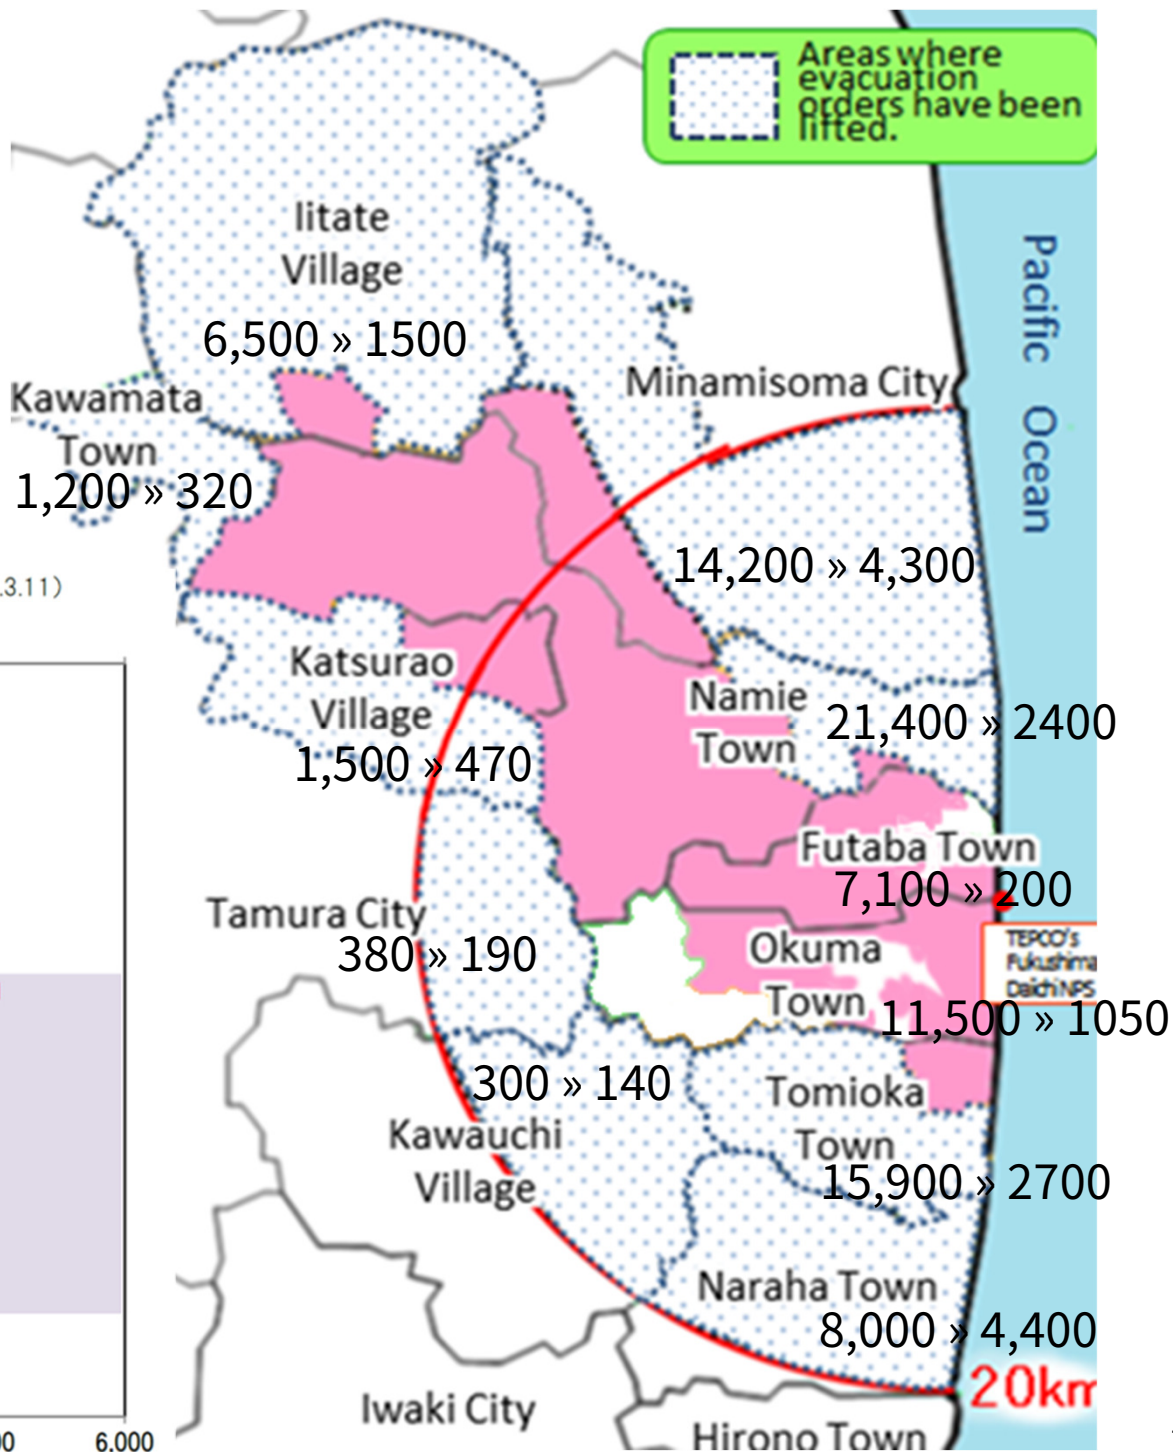 Areas where
evacuation
orders have been
lifted.
Iitate
Village
6,500 » 1500
Pacific Ocean
Minamisoma City
Kawamata
Town
1,200 » 320
14,200 » 4,300
.3.11)
Katsurao
Village
1,500 » 470
Namie
Town
21,400 » 2400
Futaba Town
7,100 » 200
Tamura City
380 » 190
Okuma
Town
TEPCO's
Fukushima
Daiichi NPS
11,500 » 1050
300 » 140
Tomioka
Town
15,900 » 2700
Kawauchi
Village
Naraha Town
8,000 » 4,400
20km
Iwaki City
Hirono Town
00
6,000